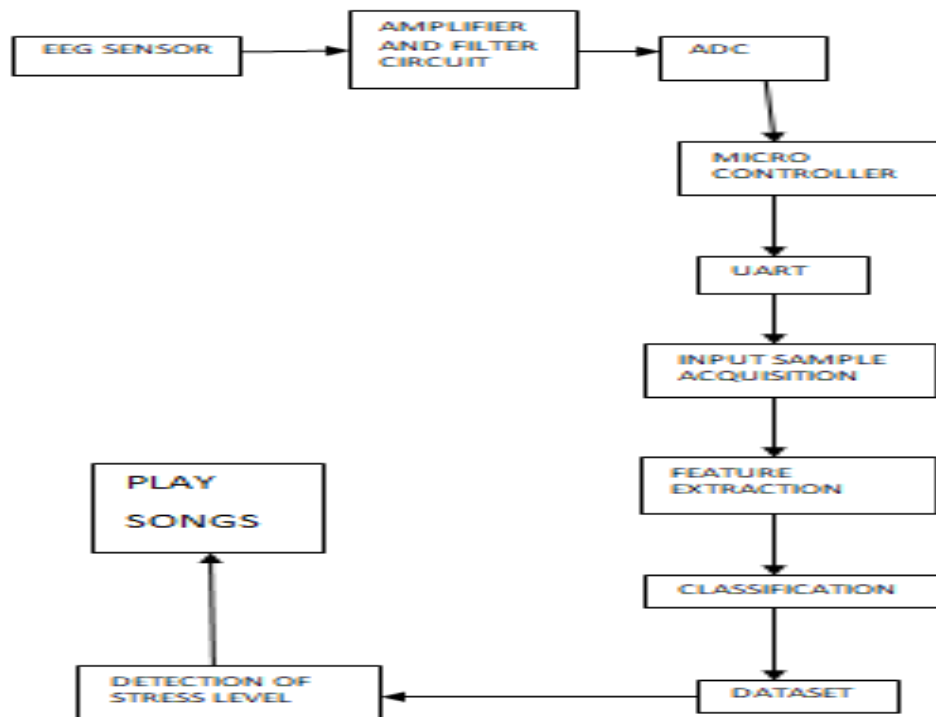 EEG SENSOR
AMPLIFIER
AND FILTER
CIRCUIT
ADC
MICRO
CONTROLLER
UART
INPUT SAMPLE
ACQUISITION
FEATURE
EXTRACTION
CLASSIFICATION
DATASET
DETECTION OF
STRESS LEVEL
PLAY
SONGS